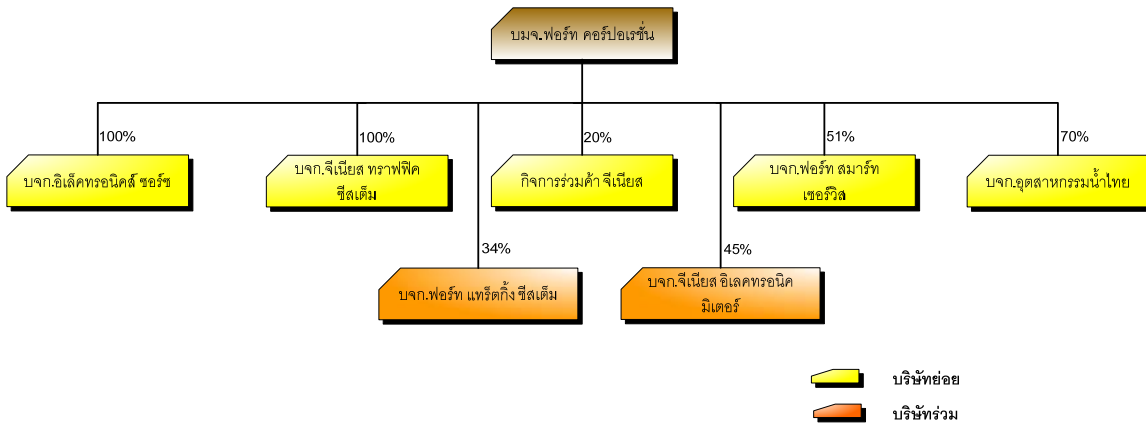 บมจ.ฟอร์ท คอร์ปอเรชั่น
100%
100%
20%
51%
70%
บจก.อิเล็คทรอนิคส์ ซอร์ซ
บจก.จีเนียส ทราฟฟิค
ซีสเต็ม
กิจการร่วมค้า จีเนียส
บจก.ฟอร์ท สมาร์ท
เซอร์วิส
บจก.อุตสาหกรรมน้ำไทย
34%
45%
บจก.ฟอร์ท แทร็ตกิ้ง ซีสเต็ม
บจก.จีเนียส อิเลคทรอนิค
มิเตอร์
บริษัทย่อย
บริษัทร่วม